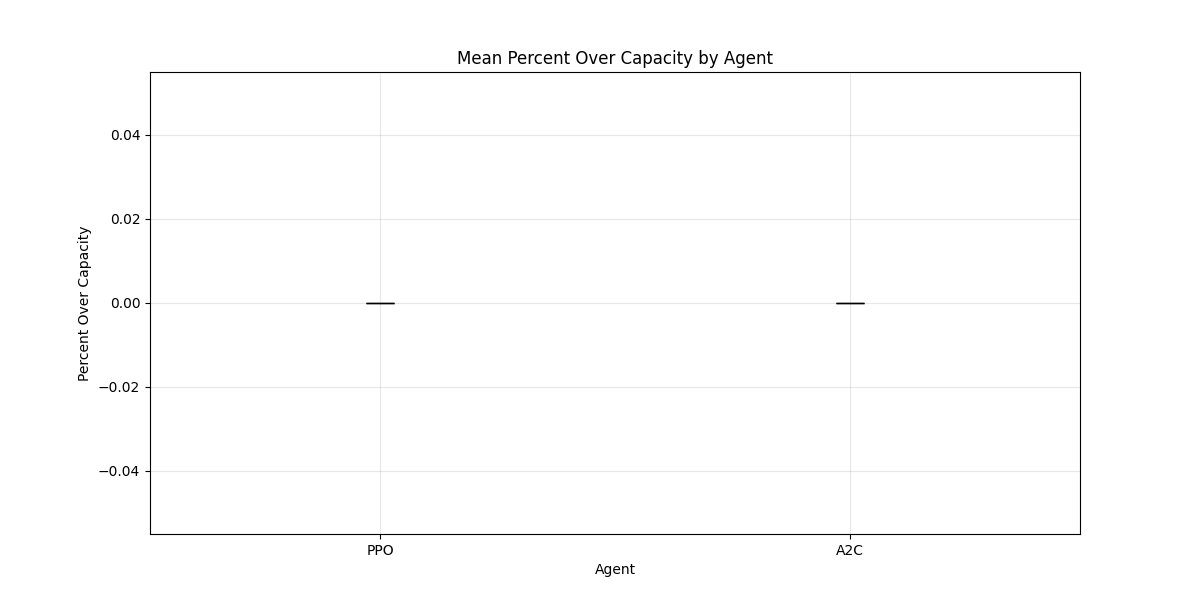 Mean Percent Over Capacity by Agent
0.04
0.02
0.00
−0.02
−0.04
Percent Over Capacity
PPO
A2C
Agent